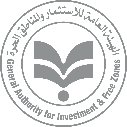 الهيئة العامة للاستثمار والمناطق الحرة
General Authority for Investment & Free Zones